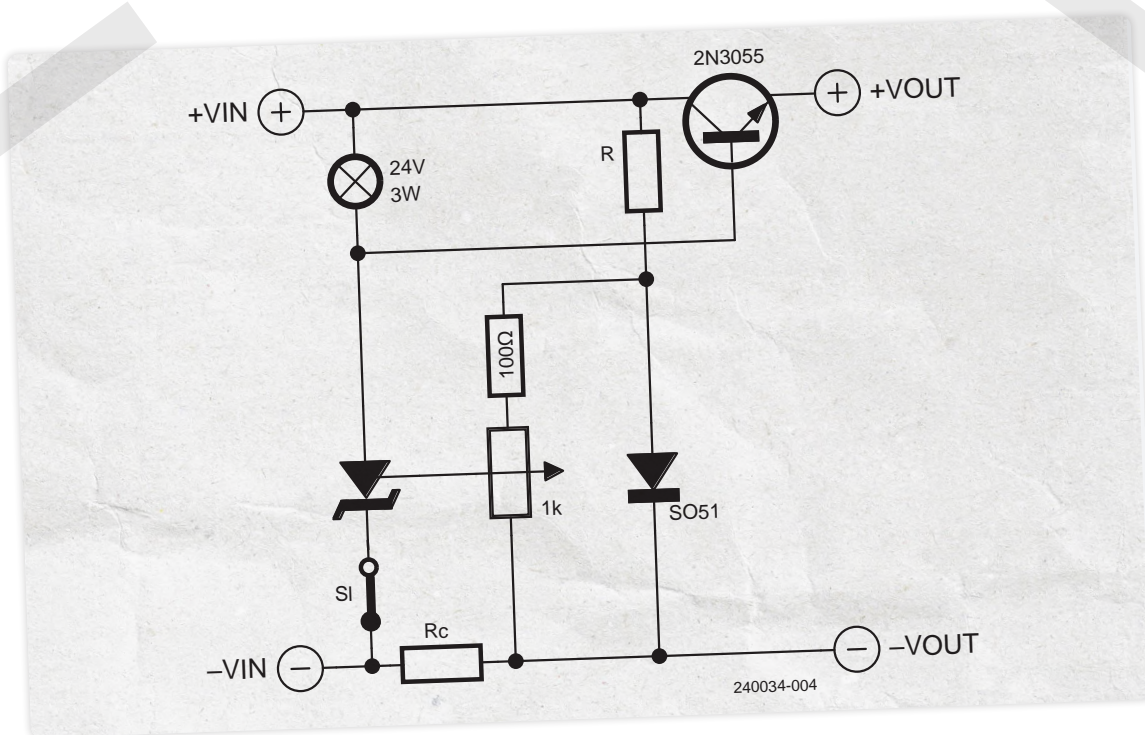 2N3055
+VIN
+
+
+VOUT
24V
3W
R
100Ω
1k
SO51
SI
Rc
–VIN
–
–
–VOUT
240034-004